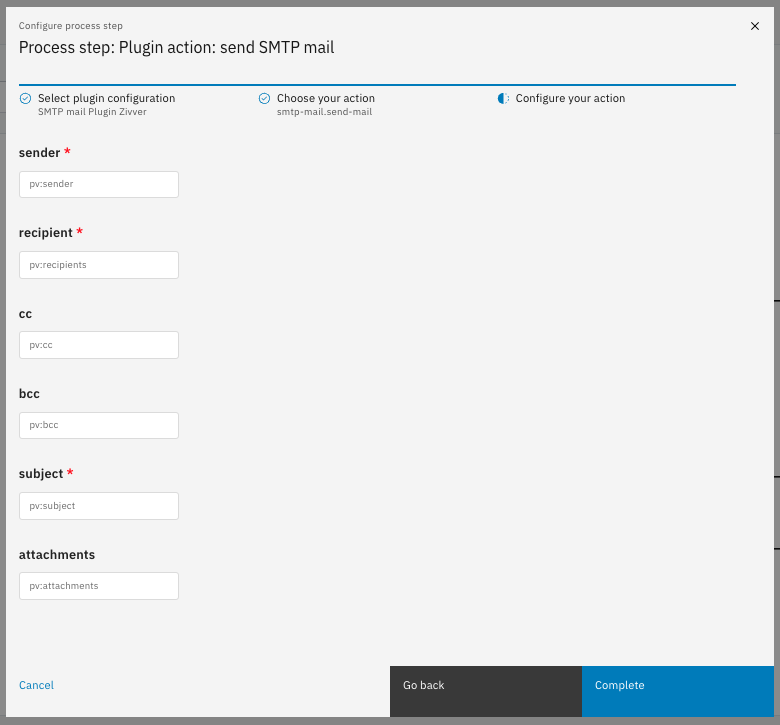 Configure process step
Process step: Plugin action: send SMTP mail
Select plugin configuration
SMTP mail Plugin Zivver
Choose your action
smtp-mail.send-mail
Configure your action
sender *
pv:sender
recipient *
pv:recipients
cc
pv:cc
bcc
pv:bcc
subject *
pv:subject
attachments
pv:attachments
Cancel
Go back
Complete